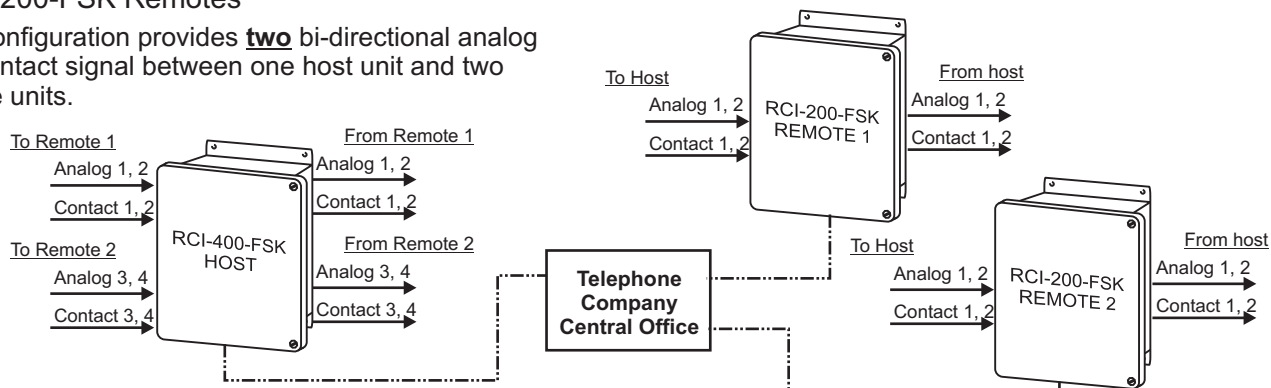 200-FSK Remotes
onfiguration provides two bi-directional analog
ntact signal between one host unit and two
e units.
To Remote 1
Analog 1, 2
Contact 1, 2
To Remote 2
Analog 3, 4
Contact 3, 4
RCI-400-FSK
HOST
From Remote 1
Analog 1, 2
Contact 1, 2
From Remote 2
Analog 3, 4
Contact 3, 4
Telephone
Company
Central Office
To Host
Analog 1, 2
Contact 1, 2
RCI-200-FSK
REMOTE 1
From host
Analog 1, 2
Contact 1, 2
To Host
Analog 1, 2
Contact 1, 2
RCI-200-FSK
REMOTE 2
From host
Analog 1, 2
Contact 1, 2